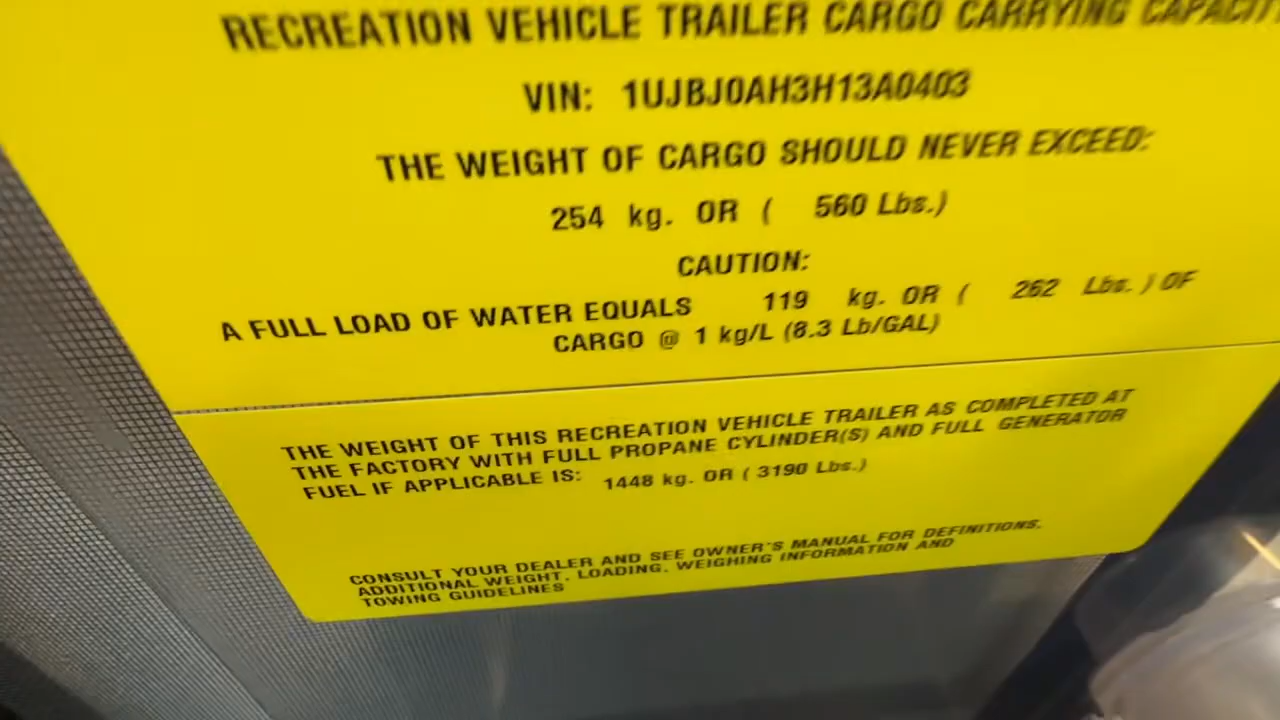 RECREATION VEHICLE TRAILER CARGO CARRYING CAPACIT
VIN: 1UJBJ0AH3H13A0403
THE WEIGHT OF CARGO SHOULD NEVER EXCEED:
254 kg. OR ( 560 Lbs.)
CAUTION:
A FULL LOAD OF WATER EQUALS 119 kg. OR ( 262 Lbs. ) OF
CARGO @ 1 kg/L (8.3 Lb/GAL)
THE WEIGHT OF THIS RECREATION VEHICLE TRAILER AS COMPLETED AT
THE FACTORY WITH FULL PROPANE CYLINDER(S) AND FULL GENERATOR
FUEL IF APPLICABLE IS: 1448 kg. OR ( 3190 Lbs.)
CONSULT YOUR DEALER AND SEE OWNER'S MANUAL FOR DEFINITIONS,
ADDITIONAL WEIGHT, LOADING, WEIGHING INFORMATION AND
TOWING GUIDELINES